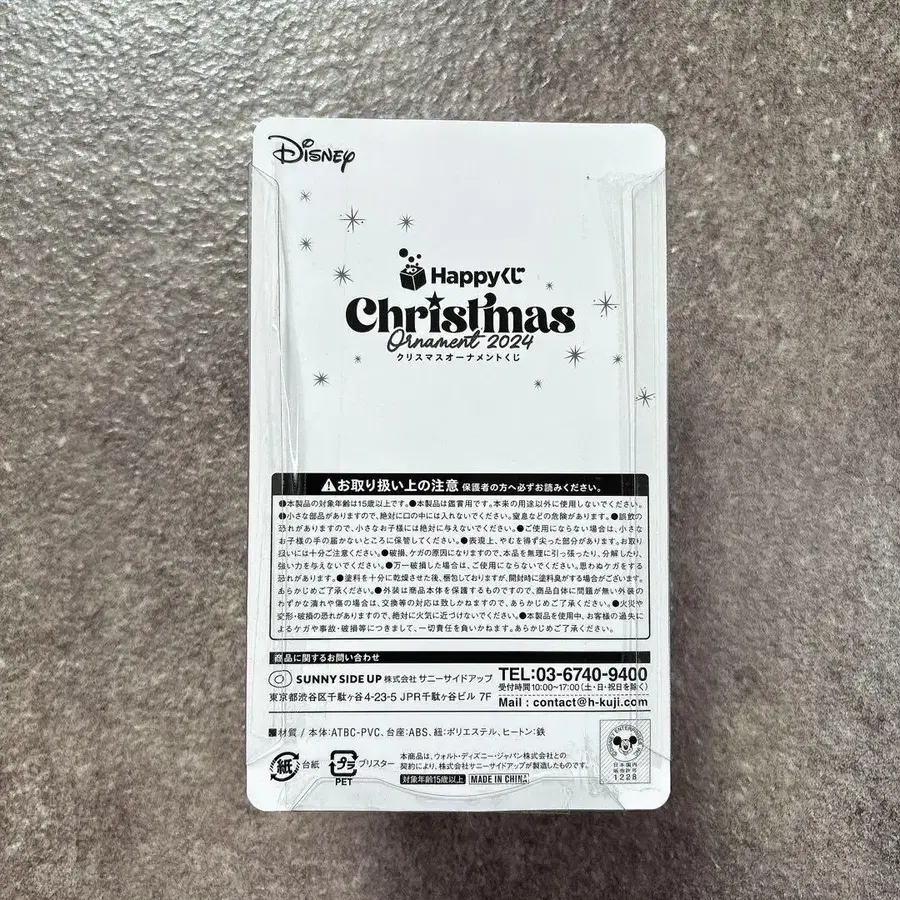 Disney
Happyくじ
Christmas
Ornament 2024
クリスマスオーナメントくじ
お取り扱い上の注意 保護者の方へ必ずお読みください。
●本製品の対象年齢は15歳以上です。●本製品は鑑賞用です。本来の用途以外に使用しないでください。
●小さな部品がありますので、絶対に口の中には入れないでください。窒息などの危険があります。●誤飲の
恐れがありますので、小さなお子様には絶対に与えないでください。●ご使用にならない場合は、小さな
お子様の手の届かないところに保管してください。●表現上、やむを得ず尖った部分があります。お取り
扱いには十分ご注意ください。●破損、ケガの原因になりますので、本品を無理に引っ張ったり、分解したり、
強い力を与えないでください。●万一破損した場合は、ご使用にならないでください。思わぬケガをする
恐れがあります。●塗料を十分に乾燥させた後、梱包しておりますが、開封時に塗料臭がする場合がございます。
あらかじめご了承ください。●外装は商品本体を保護するものですので、商品自体に問題が無い外装の
わずかな潰れや傷の場合は、交換等の対応は致しかねますので、あらかじめご了承ください。●火災や
変形・破損の恐れがありますので、絶対に火気に近づけないでください。●本製品を使用中、お客様の過失に
よるケガや事故・破損等につきまして、一切責任を負いかねます。あらかじめご了承ください。
商品に関するお問い合わせ
SUNNY SIDE UP 株式会社 サニーサイドアップ
東京都渋谷区千駄ヶ谷4-23-5 JPR千駄ヶ谷ビル 7F
TEL:03-6740-9400
受付時間10:00~17:00(土・日・祝日を除く)
Mail : contact@h-kuji.com
■材質 / 本体:ATBC-PVC、台座:ABS、紐:ポリエステル、ヒートン:鉄
紙 台紙
プラ ブリスター
PET
本商品は、ウォルト・ディズニー・ジャパン株式会社との
契約により、株式会社サニーサイドアップが製造したものです。
対象年齢15歳以上 MADE IN CHINA
日本国内
1228